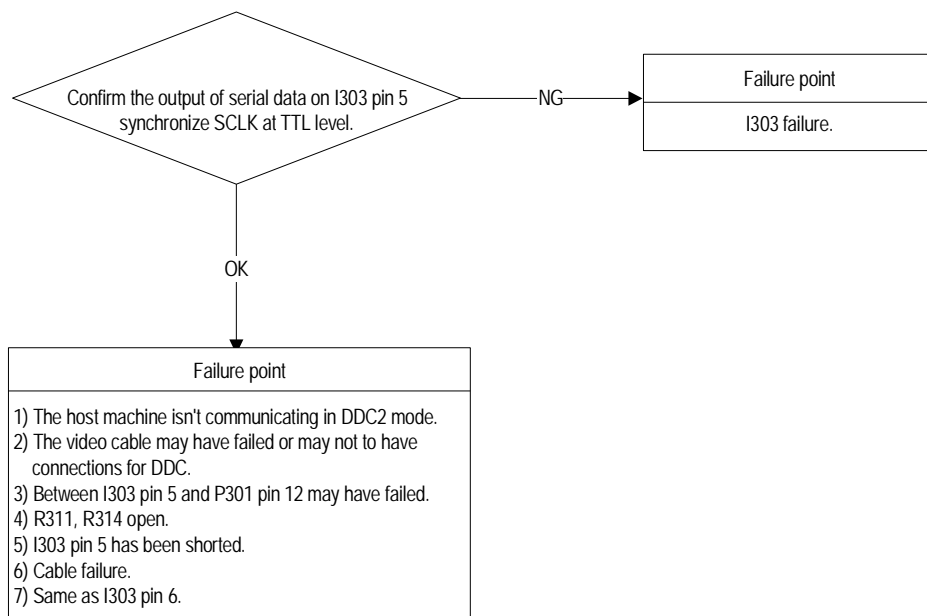 Confirm the output of serial data on I303 pin 5
synchronize SCLK at TTL level.
NG
Failure point
I303 failure.
OK
Failure point
1) The host machine isn't communicating in DDC2 mode.
2) The video cable may have failed or may not to have
connections for DDC.
3) Between I303 pin 5 and P301 pin 12 may have failed.
4) R311, R314 open.
5) I303 pin 5 has been shorted.
6) Cable failure.
7) Same as I303 pin 6.